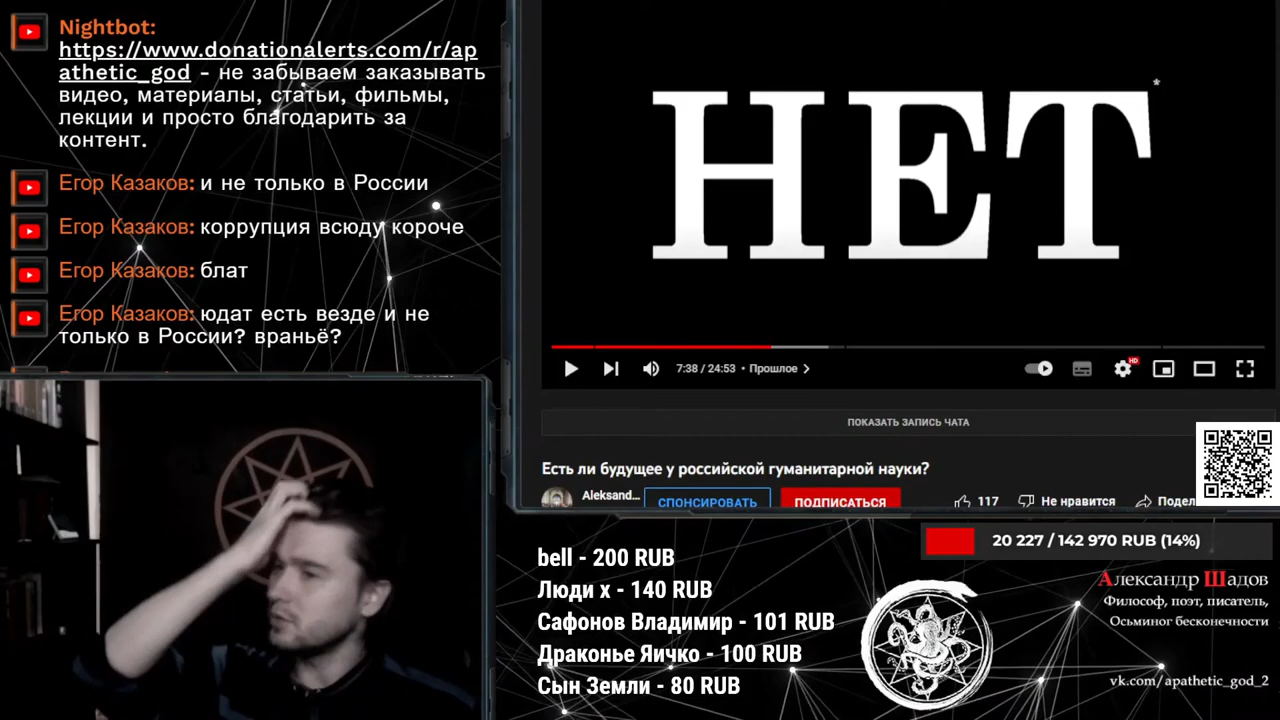 Nightbot:
https://www.donationalerts.com/r/ap
athetic_god - не забываем заказывать
видео, материалы, статьи, фильмы,
лекции и просто благодарить за
контент.
Егор Казаков: и не только в России
Егор Казаков: коррупция всюду короче
Егор Казаков: блат
Егор Казаков: юдат есть везде и не
только в России? враньё?
НЕТ*
7:38 / 24:53 • Прошлое
HD
ПОКАЗАТЬ ЗАПИСЬ ЧАТА
Есть ли будущее у российской гуманитарной науки?
Aleksand...
СПОНСИРОВАТЬ
ПОДПИСАТЬСЯ
117
Не нравится
Подел
20 227 / 142 970 RUB (14%)
bell - 200 RUB
Люди х - 140 RUB
Сафонов Владимир - 101 RUB
Драконье Яичко - 100 RUB
Сын Земли - 80 RUB
Александр Шадов
Философ, поэт, писатель,
Осьминог бесконечности
vk.com/apathetic_god_2